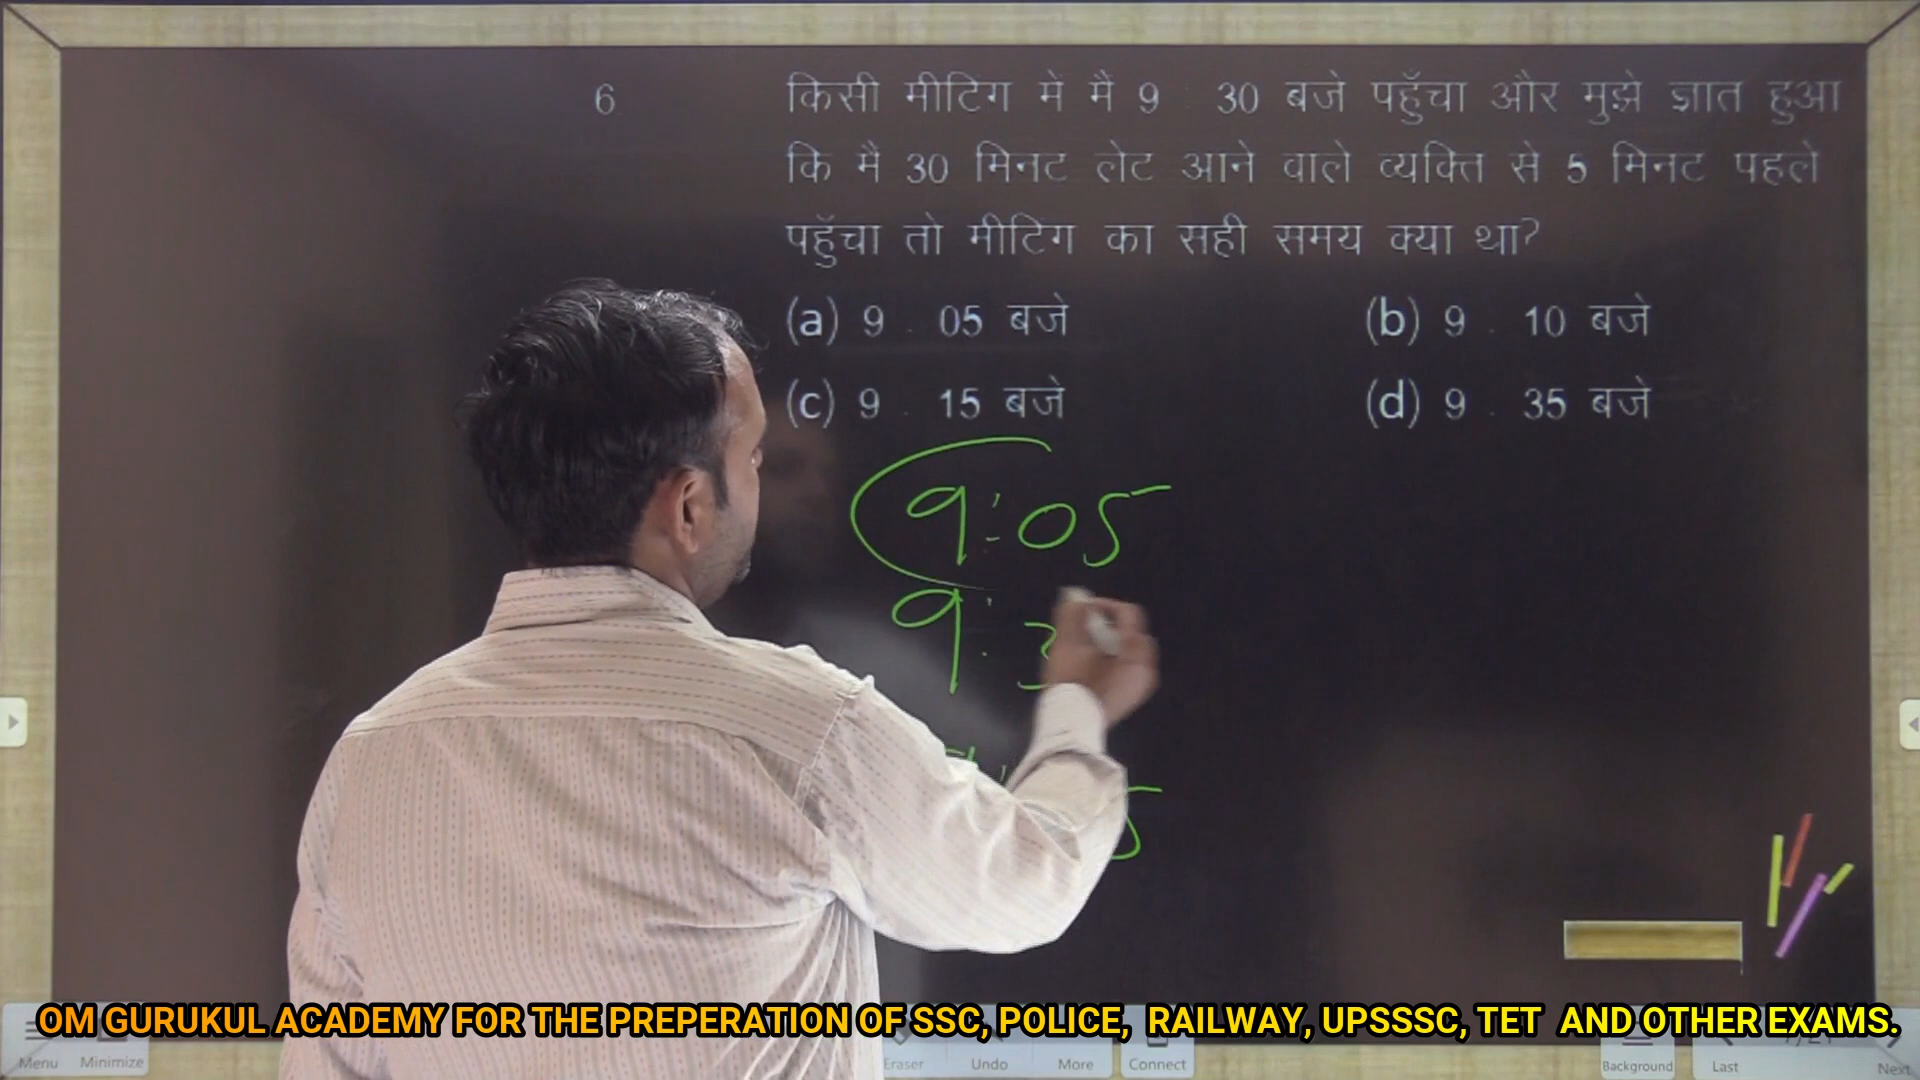 6 किसी मीटिग में मैं 9 : 30 बजे पहुँचा और मुझे ज्ञात हुआ
कि मैं 30 मिनट लेट आने वाले व्यक्ति से 5 मिनट पहले
पहुँचा तो मीटिग का सही समय क्या था?
(a) 9 : 05 बजे (b) 9 : 10 बजे
(c) 9 : 15 बजे (d) 9 : 35 बजे
9:05
9:
5
OM GURUKUL ACADEMY FOR THE PREPERATION OF SSC, POLICE, RAILWAY, UPSSSC, TET AND OTHER EXAMS.
Menu Minimize Eraser Undo More Connect Background Last Next